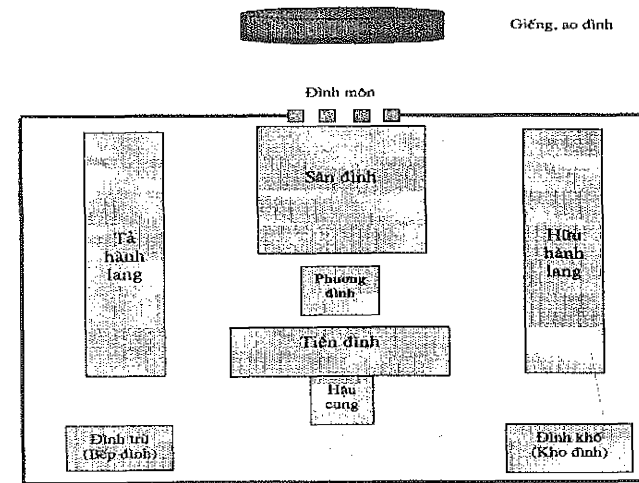 Giếng, ao đình
Đình môn
Sân đình
Tả
hành
lang
Hữu
hành
lang
Phương
đình
Tiền đình
Hậu
cung
Đình trù
(Bếp đình)
Đình khố
(Kho đình)